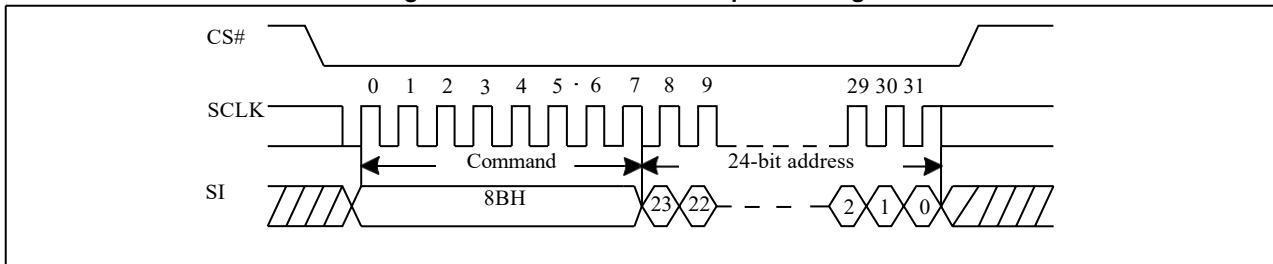 CS#
0 1 2 3 4 5 · 6 7 8 9 29 30 31
SCLK
Command 24-bit address
SI
8BH 23 22 2 1 0